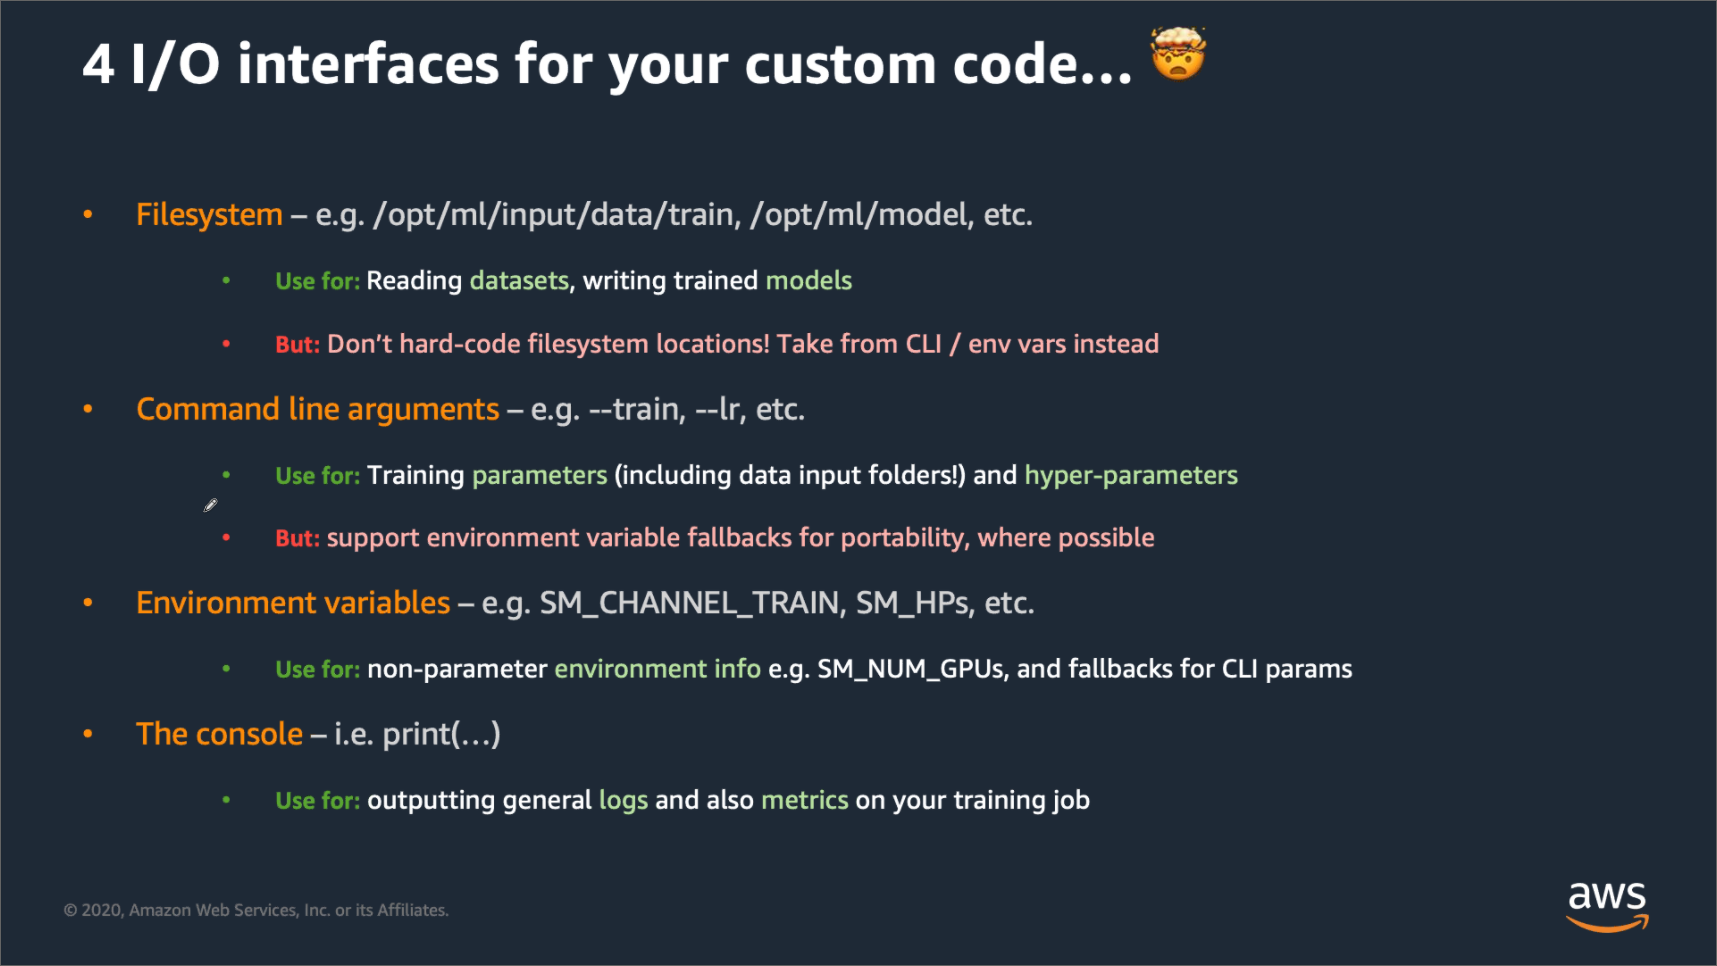 4 I/O interfaces for your custom code... 🤯
• Filesystem – e.g. /opt/ml/input/data/train, /opt/ml/model, etc.
• Use for: Reading datasets, writing trained models
• But: Don’t hard-code filesystem locations! Take from CLI / env vars instead
• Command line arguments – e.g. --train, --lr, etc.
• Use for: Training parameters (including data input folders!) and hyper-parameters
• But: support environment variable fallbacks for portability, where possible
• Environment variables – e.g. SM_CHANNEL_TRAIN, SM_HPs, etc.
• Use for: non-parameter environment info e.g. SM_NUM_GPUs, and fallbacks for CLI params
• The console – i.e. print(…)
• Use for: outputting general logs and also metrics on your training job
© 2020, Amazon Web Services, Inc. or its Affiliates.
aws